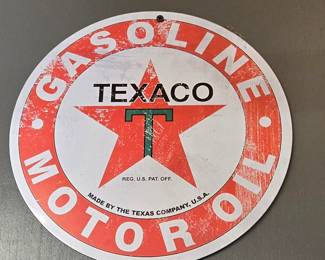 GASOLINE
TEXACO
T
REG. U.S. PAT. OFF.
MADE BY THE TEXAS COMPANY, U.S.A.
MOTOR OIL